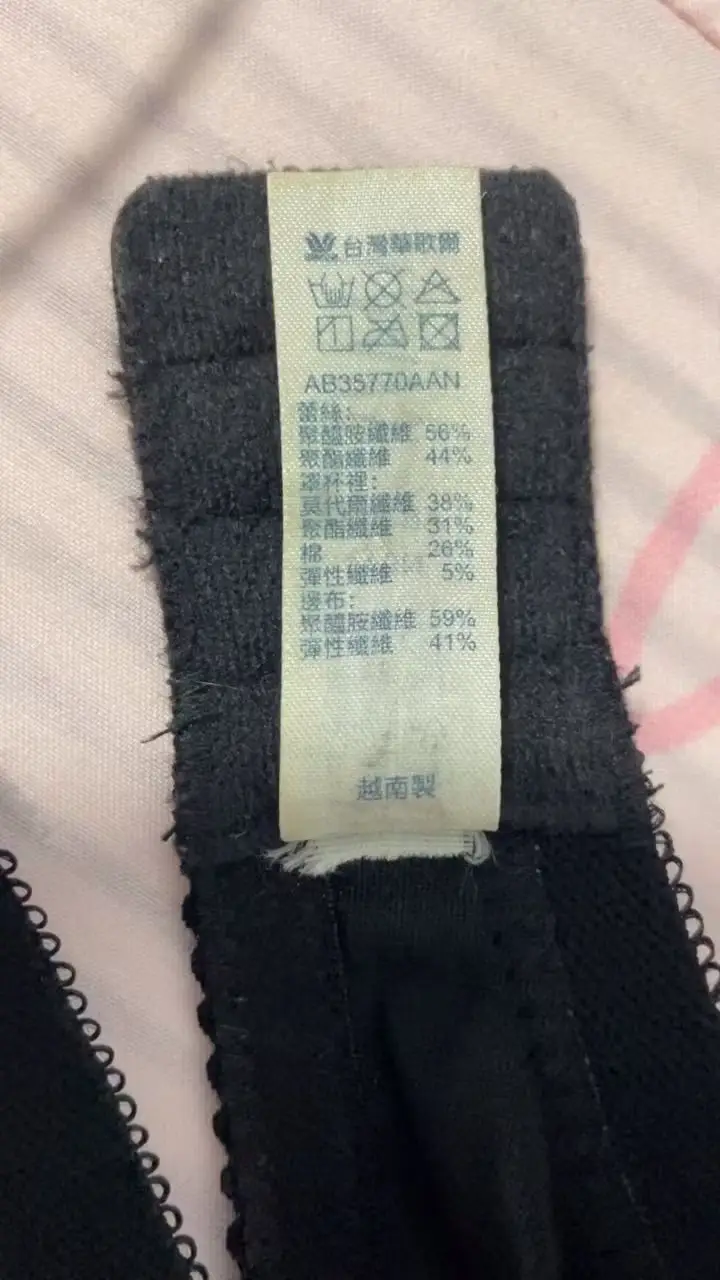 台灣華歌爾
AB35770AAN
蕾絲:
聚醯胺纖維 56%
聚酯纖維 44%
罩杯裡:
莫代爾纖維 38%
聚酯纖維 31%
棉 26%
彈性纖維 5%
邊布:
聚醯胺纖維 59%
彈性纖維 41%
越南製